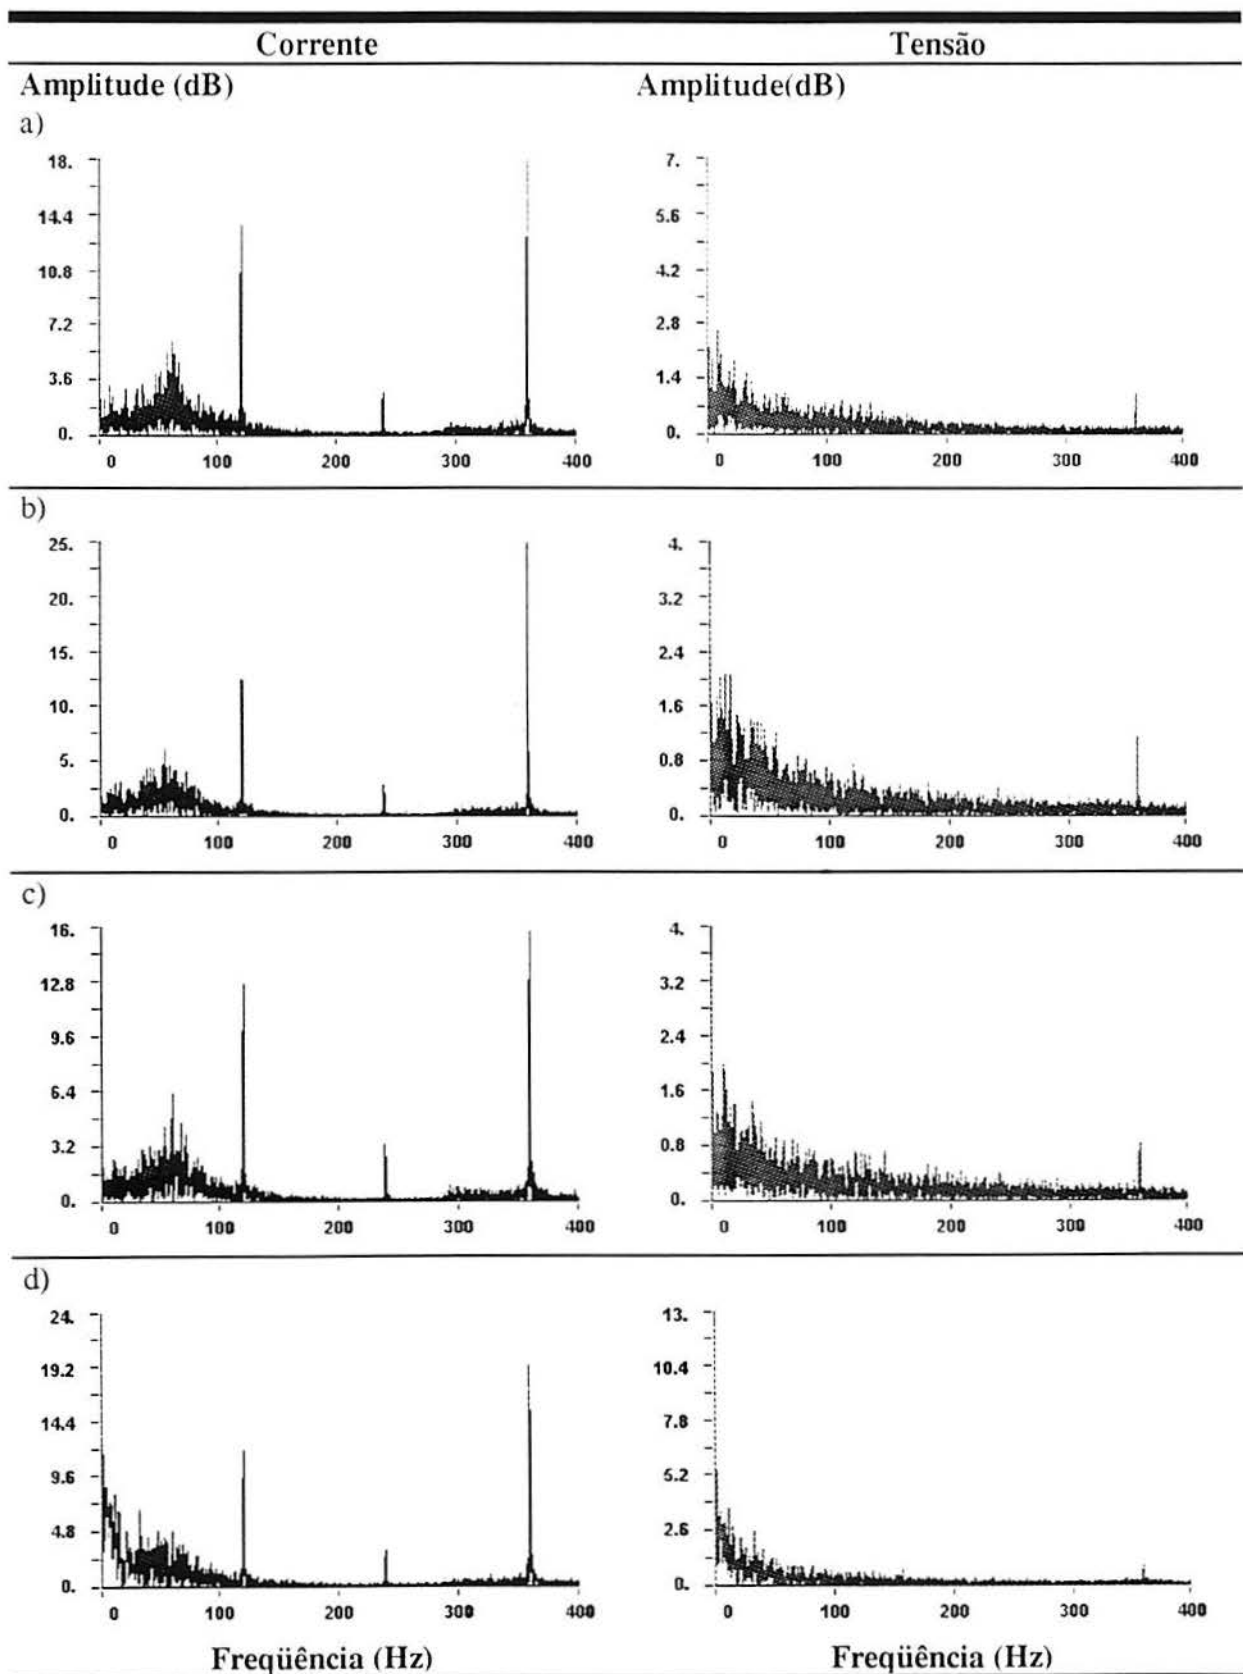 Corrente Tensão
Amplitude (dB) Amplitude(dB)
a)
18. 7.
14.4 5.6
10.8 4.2
7.2 2.8
3.6 1.4
0. 0.
0 100 200 300 400 0 100 200 300 400
b)
25. 4.
20. 3.2
15. 2.4
10. 1.6
5. 0.8
0. 0.
0 100 200 300 400 0 100 200 300 400
c)
16. 4.
12.8 3.2
9.6 2.4
6.4 1.6
3.2 0.8
0. 0.
0 100 200 300 400 0 100 200 300 400
d)
24. 13.
19.2 10.4
14.4 7.8
9.6 5.2
4.8 2.6
0. 0.
0 100 200 300 400 0 100 200 300 400
Freqüência (Hz) Freqüência (Hz)